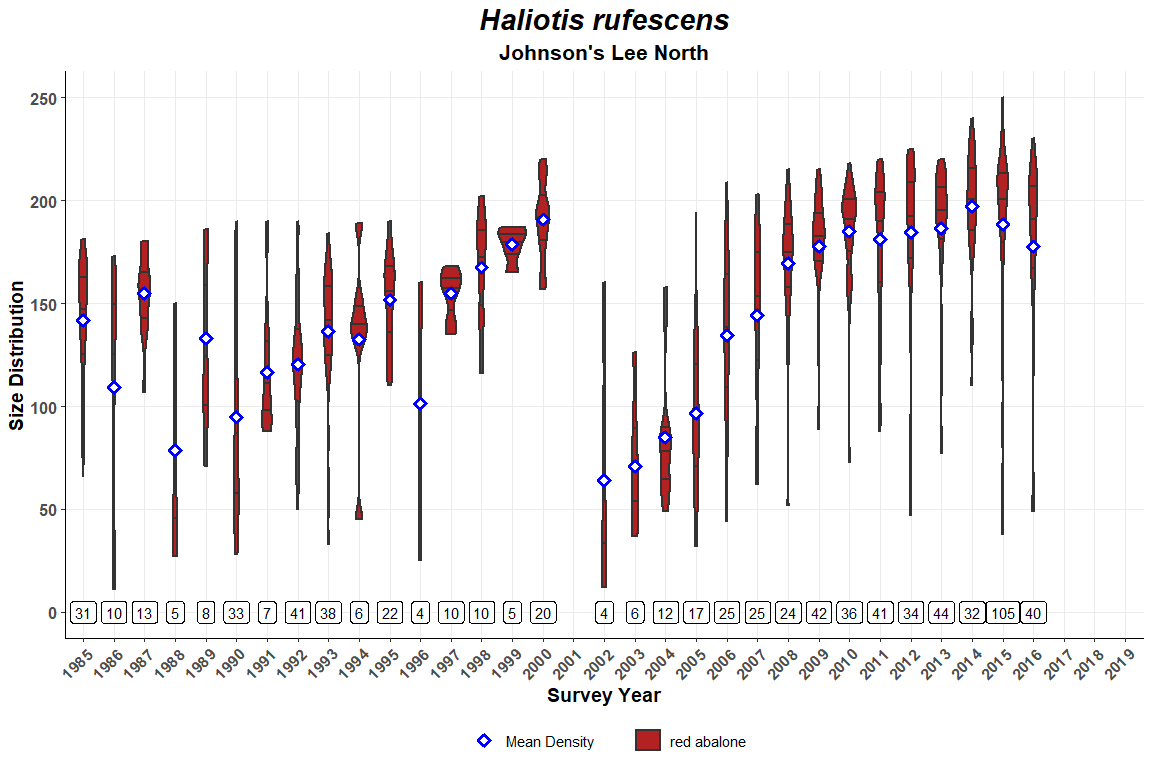 Haliotis rufescens
Johnson's Lee North
Size Distribution
250
200
150
100
50
0
31 10 13 5 8 33 7 41 38 6 22 4 10 10 5 20 4 6 12 17 25 25 24 42 36 41 34 44 32 105 40
1985 1986 1987 1988 1989 1990 1991 1992 1993 1994 1995 1996 1997 1998 1999 2000 2001 2002 2003 2004 2005 2006 2007 2008 2009 2010 2011 2012 2013 2014 2015 2016 2017 2018 2019
Survey Year
Mean Density red abalone